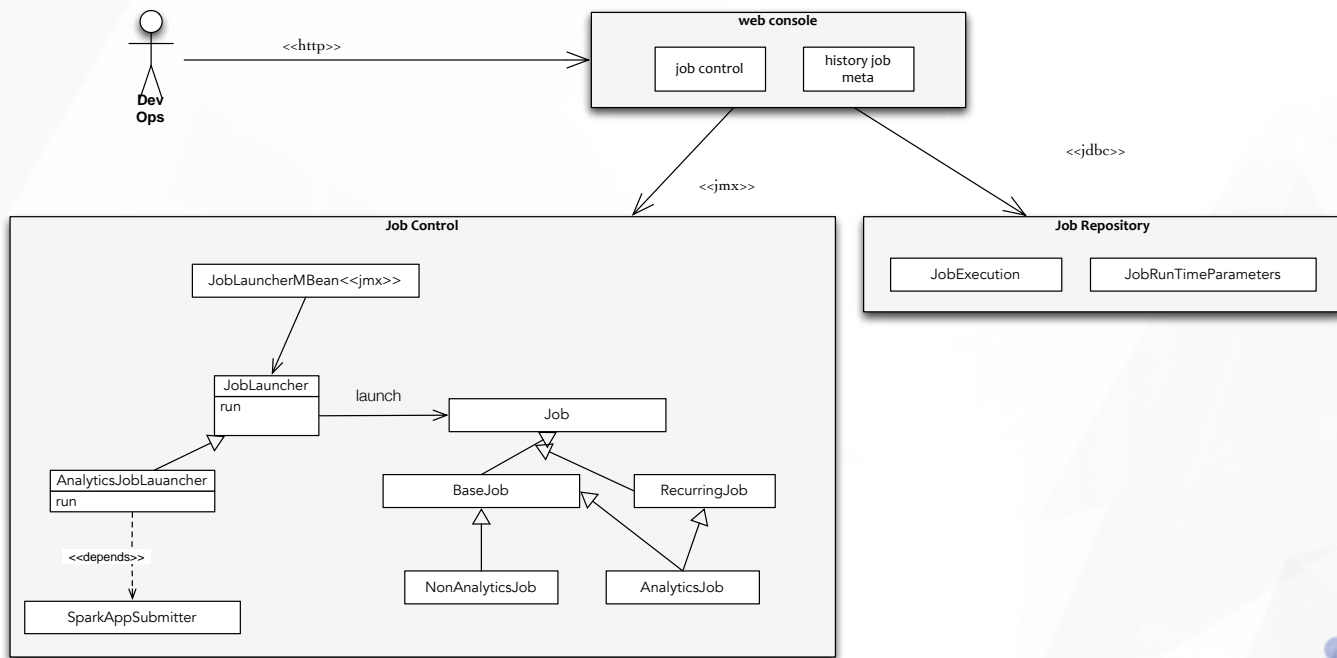 web console
<<http>>
job control
history job
meta
Dev
Ops
<<jdbc>>
<<jmx>>
Job Control
Job Repository
JobLauncherMBean<<jmx>>
JobExecution
JobRunTimeParameters
JobLauncher
run
launch
Job
AnalyticsJobLauancher
run
BaseJob
RecurringJob
<<depends>>
NonAnalyticsJob
AnalyticsJob
SparkAppSubmitter